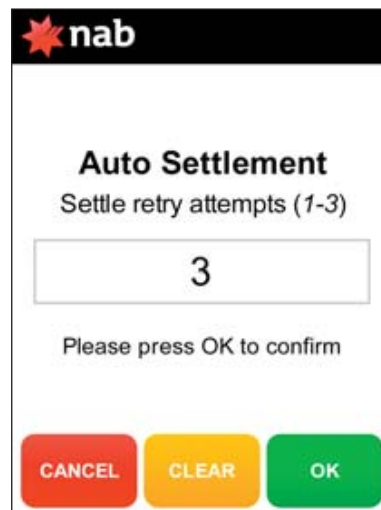 nab
Auto Settlement
Settle retry attempts (1-3)
3
Please press OK to confirm
CANCEL CLEAR OK